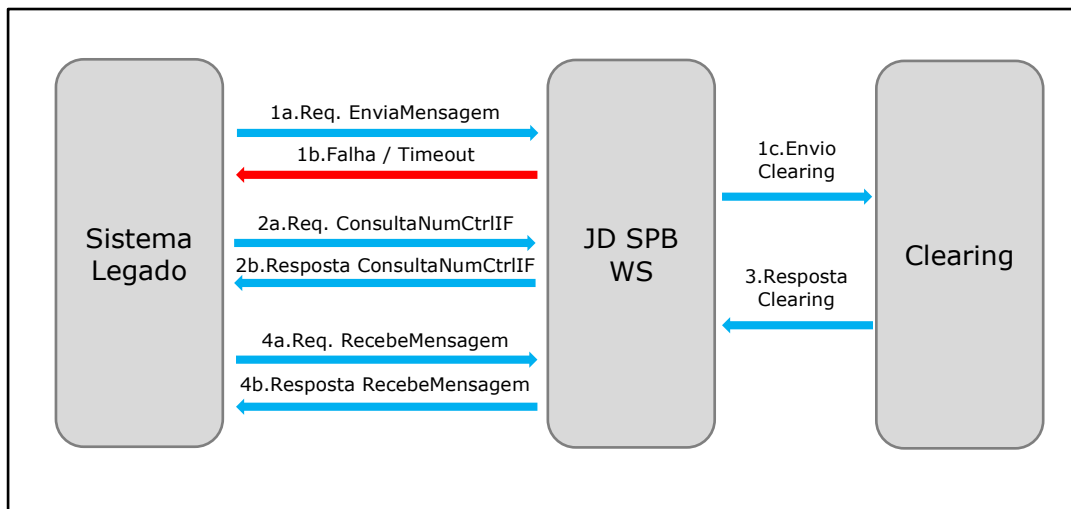 1a.Req. EnviaMensagem
1b.Falha / Timeout
1c.Envio
Clearing
2a.Req. ConsultaNumCtrlIF
2b.Resposta ConsultaNumCtrlIF
Sistema
Legado
JD SPB
WS
Clearing
3.Resposta
Clearing
4a.Req. RecebeMensagem
4b.Resposta RecebeMensagem